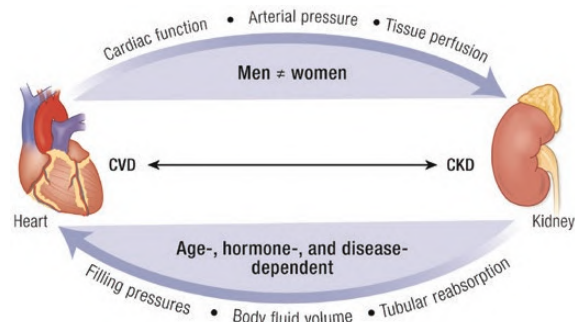 Cardiac function • Arterial pressure • Tissue perfusion
Men ≠ women
CVD
CKD
Heart
Kidney
Age-, hormone-, and disease-
dependent
Filling pressures • Body fluid volume • Tubular reabsorption